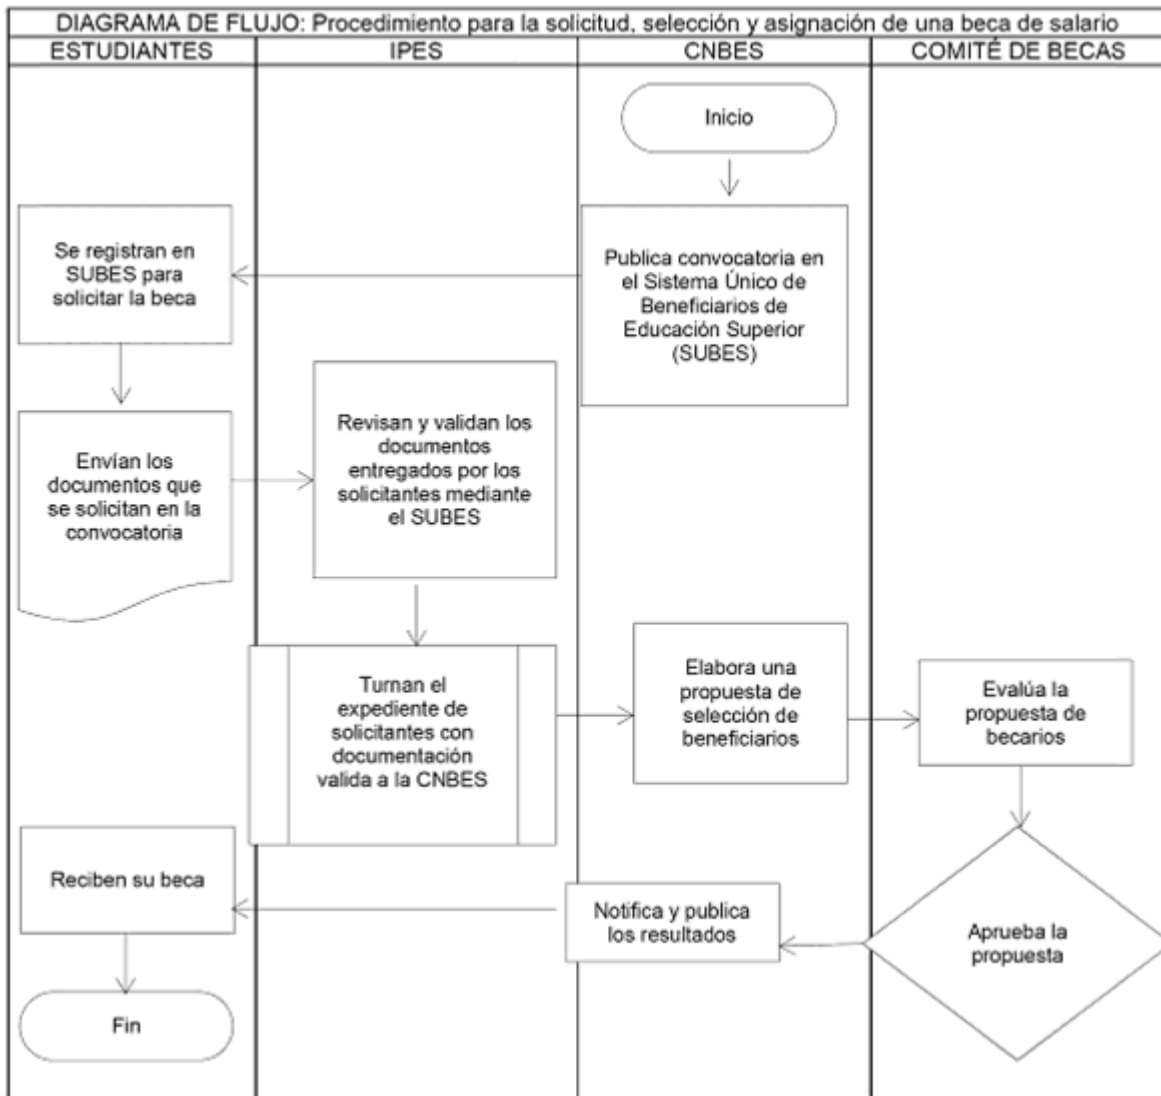 DIAGRAMA DE FLUJO: Procedimiento para la solicitud, selección y asignación de una beca de salario
ESTUDIANTES
IPES
CNBES
COMITÉ DE BECAS
Inicio
Publica convocatoria en
el Sistema Único de
Beneficiarios de
Educación Superior
(SUBES)
Se registran en
SUBES para
solicitar la beca
Envían los
documentos que
se solicitan en la
convocatoria
Revisan y validan los
documentos
entregados por los
solicitantes mediante
el SUBES
Turnan el
expediente de
solicitantes con
documentación
valida a la CNBES
Elabora una
propuesta de
selección de
beneficiarios
Evalúa la
propuesta de
becarios
Aprueba la
propuesta
Notifica y publica
los resultados
Reciben su beca
Fin